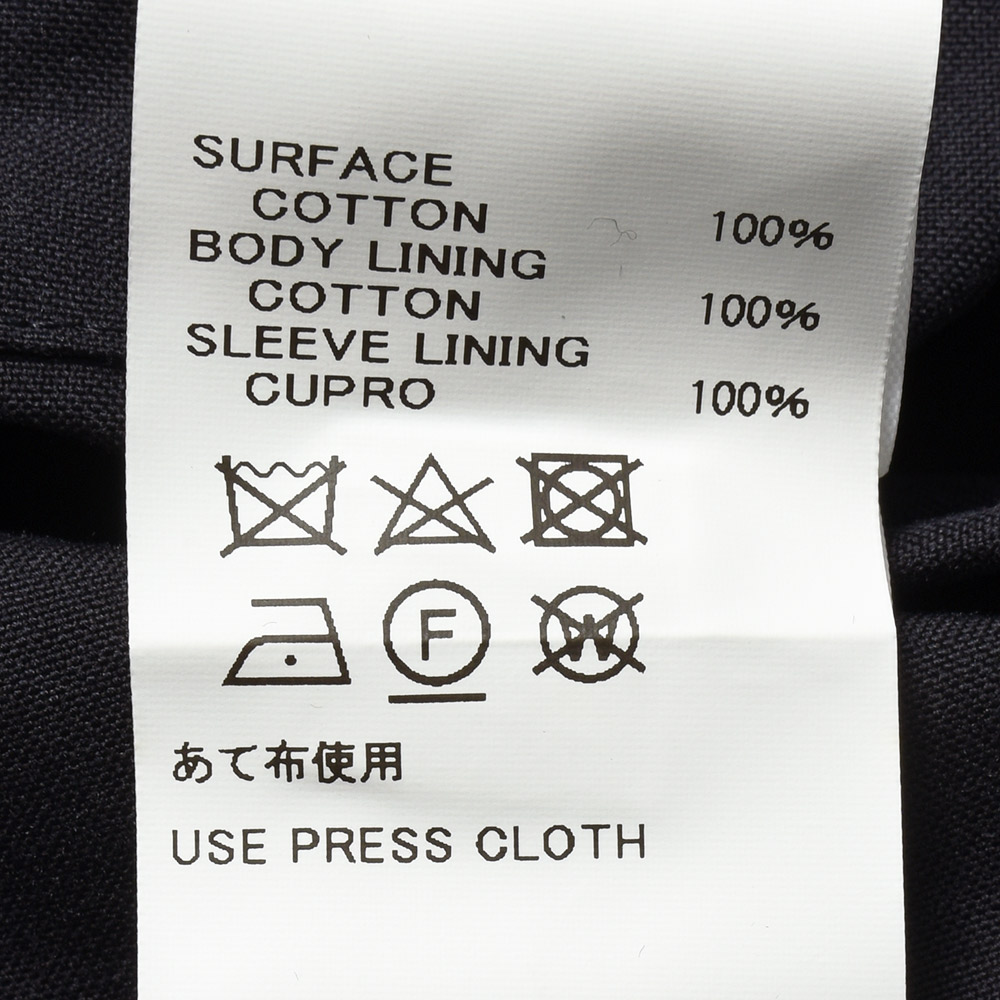 SURFACE
COTTON 100%
BODY LINING
COTTON 100%
SLEEVE LINING
CUPRO 100%
F W
あて布使用
USE PRESS CLOTH